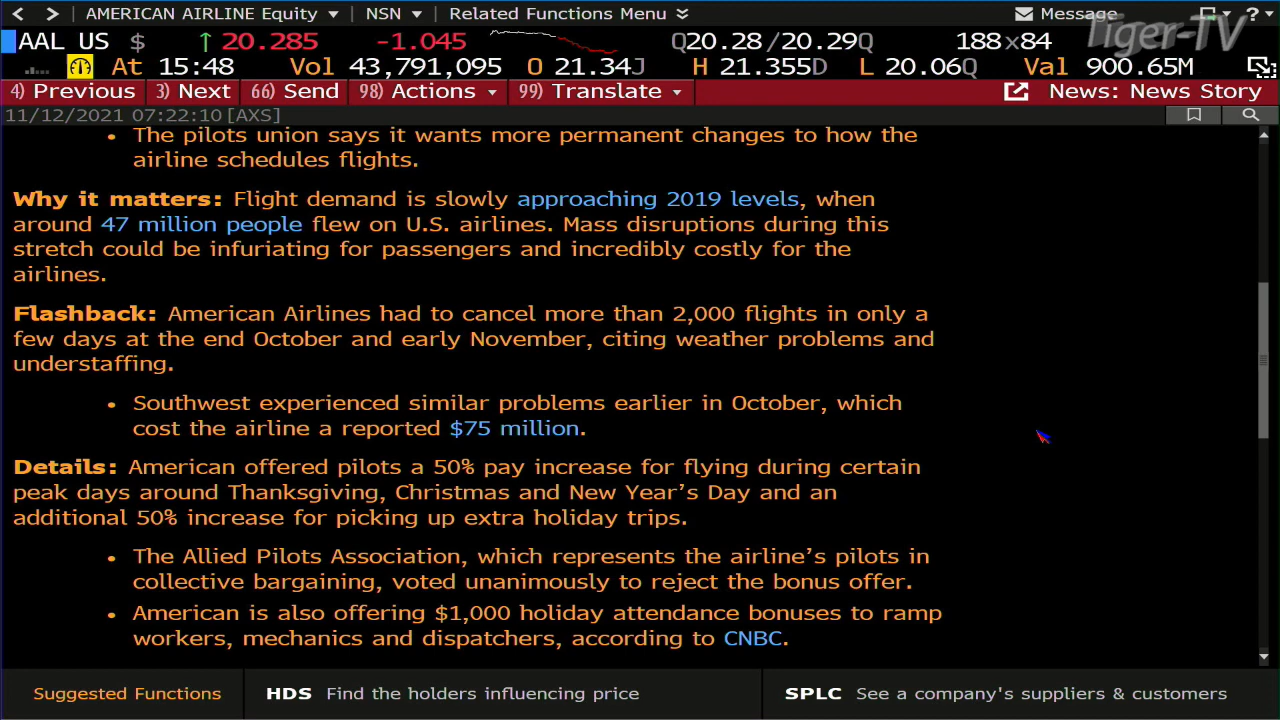 AMERICAN AIRLINE Equity NSN Related Functions Menu Message ?
Tiger-TV
AAL US $ ↑ 20.285 -1.045 Q20.28/20.29Q 188x84
At 15:48 Vol 43,791,095 O 21.34J H 21.355D L 20.06Q Val 900.65M
4) Previous 3) Next 66) Send 98) Actions 99) Translate News: News Story
11/12/2021 07:22:10 [AXS]
• The pilots union says it wants more permanent changes to how the
airline schedules flights.
Why it matters: Flight demand is slowly approaching 2019 levels, when
around 47 million people flew on U.S. airlines. Mass disruptions during this
stretch could be infuriating for passengers and incredibly costly for the
airlines.
Flashback: American Airlines had to cancel more than 2,000 flights in only a
few days at the end October and early November, citing weather problems and
understaffing.
• Southwest experienced similar problems earlier in October, which
cost the airline a reported $75 million.
Details: American offered pilots a 50% pay increase for flying during certain
peak days around Thanksgiving, Christmas and New Year's Day and an
additional 50% increase for picking up extra holiday trips.
• The Allied Pilots Association, which represents the airline's pilots in
collective bargaining, voted unanimously to reject the bonus offer.
• American is also offering $1,000 holiday attendance bonuses to ramp
workers, mechanics and dispatchers, according to CNBC.
Suggested Functions HDS Find the holders influencing price SPLC See a company's suppliers & customers